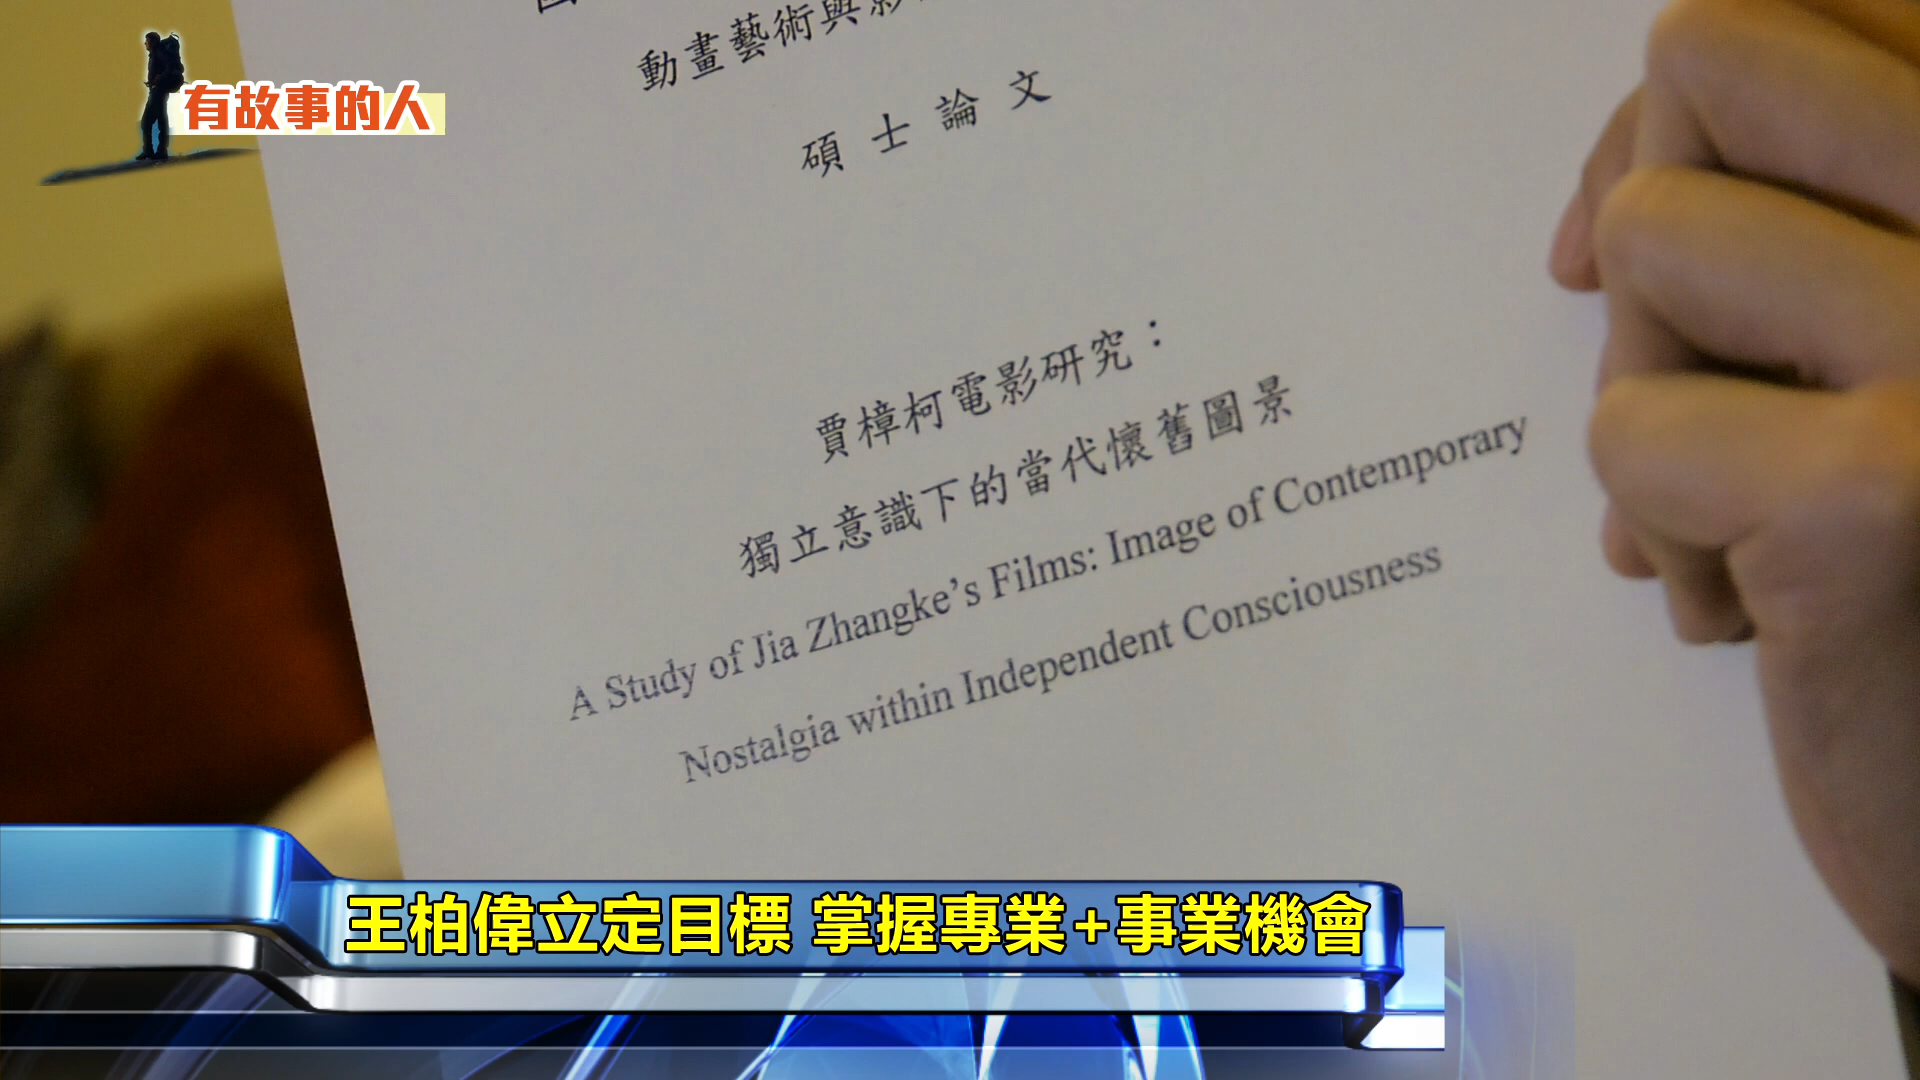 有故事的人
動畫藝術與影
碩士論文
賈樟柯電影研究：
獨立意識下的當代懷舊圖景
A Study of Jia Zhangke's Films: Image of Contemporary
Nostalgia within Independent Consciousness
王柏偉立定目標 掌握專業+事業機會